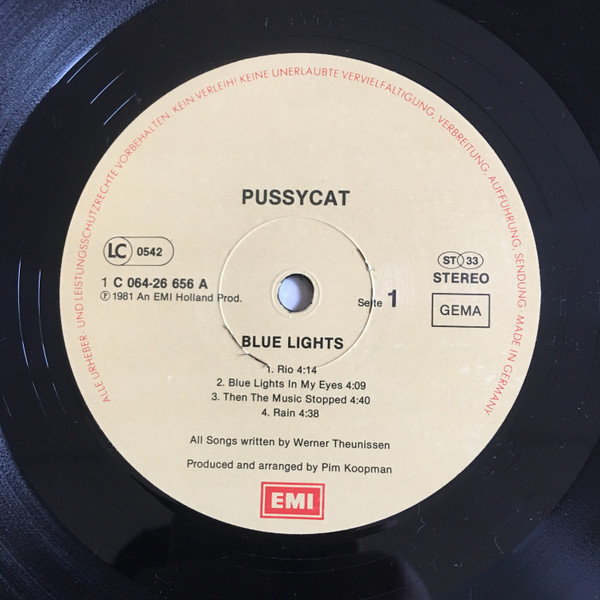 ALLE URHEBER- UND LEISTUNGSSCHUTZRECHTE VORBEHALTEN. KEIN VERLEIH! KEINE UNERLAUBTE VERVIELFÄLTIGUNG, VERBREITUNG, AUFFÜHRUNG, SENDUNG. MADE IN GERMANY
PUSSYCAT
LC 0542
ST 33
STEREO
1 C 064-26 656 A
℗ 1981 An EMI Holland Prod.
Seite 1
GEMA
BLUE LIGHTS
1. Rio 4:14
2. Blue Lights In My Eyes 4:09
3. Then The Music Stopped 4:40
4. Rain 4:38
All Songs written by Werner Theunissen
Produced and arranged by Pim Koopman
EMI